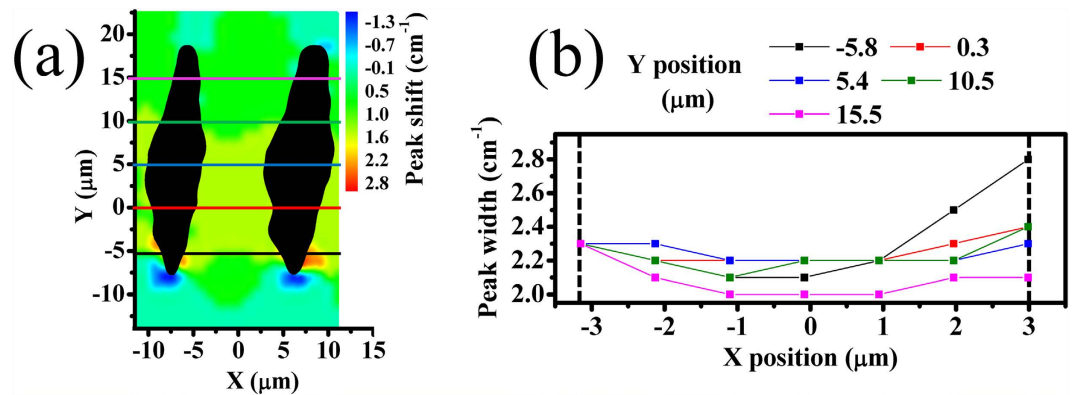 (a)
20
15
10
5
0
-5
-10
Y (μm)
-10 -5 0 5 10 15
X (μm)
-1.3
-0.7
-0.1
0.5
1.0
1.6
2.2
2.8
Peak shift (cm⁻¹)
(b)
Y position
(μm)
-5.8 0.3
5.4 10.5
15.5
2.8
2.6
2.4
2.2
2.0
Peak width (cm⁻¹)
-3 -2 -1 0 1 2 3
X position (μm)